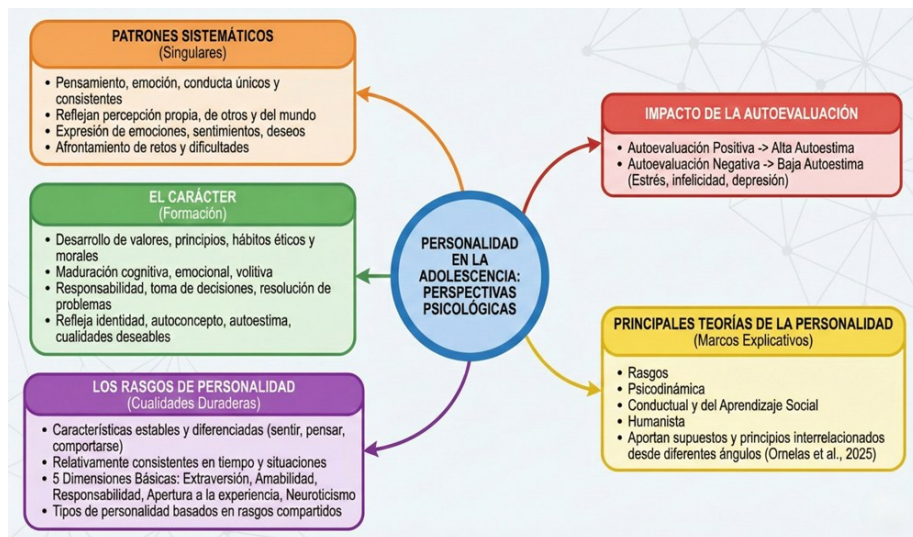 PATRONES SISTEMÁTICOS
(Singulares)
• Pensamiento, emoción, conducta únicos y
consistentes
• Reflejan percepción propia, de otros y del mundo
• Expresión de emociones, sentimientos, deseos
• Afrontamiento de retos y dificultades
EL CARÁCTER
(Formación)
• Desarrollo de valores, principios, hábitos éticos y
morales
• Maduración cognitiva, emocional, volitiva
• Responsabilidad, toma de decisiones, resolución de
problemas
• Refleja identidad, autoconcepto, autoestima,
cualidades deseables
LOS RASGOS DE PERSONALIDAD
(Cualidades Duraderas)
• Características estables y diferenciadas (sentir, pensar,
comportarse)
• Relativamente consistentes en tiempo y situaciones
• 5 Dimensiones Básicas: Extraversión, Amabilidad,
Responsabilidad, Apertura a la experiencia, Neuroticismo
• Tipos de personalidad basados en rasgos compartidos
PERSONALIDAD
EN LA
ADOLESCENCIA:
PERSPECTIVAS
PSICOLÓGICAS
IMPACTO DE LA AUTOEVALUACIÓN
• Autoevaluación Positiva -> Alta Autoestima
• Autoevaluación Negativa -> Baja Autoestima
(Estrés, infelicidad, depresión)
PRINCIPALES TEORÍAS DE LA PERSONALIDAD
(Marcos Explicativos)
• Rasgos
• Psicodinámica
• Conductual y del Aprendizaje Social
• Humanista
• Aportan supuestos y principios interrelacionados
desde diferentes ángulos (Ornelas et al., 2025)